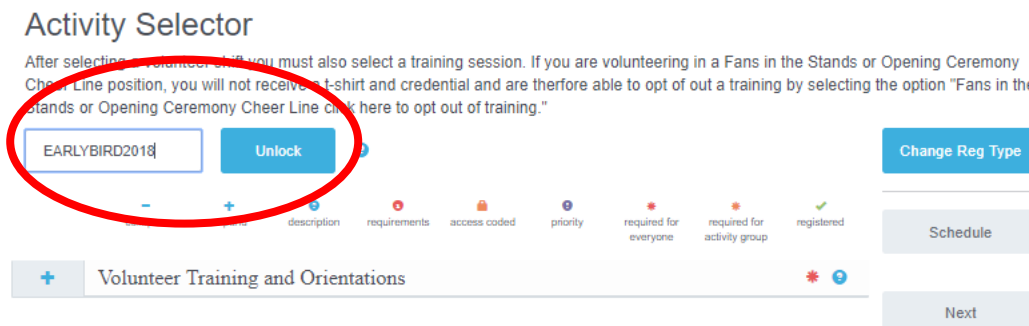 Activity Selector
After selecting a volunteer shift you must also select a training session. If you are volunteering in a Fans in the Stands or Opening Ceremony
Cheer Line position, you will not receive a t-shirt and credential and are therfore able to opt of out a training by selecting the option "Fans in the
Stands or Opening Ceremony Cheer Line click here to opt out of training."
EARLYBIRD2018 Unlock Change Reg Type
description requirements access coded priority required for everyone required for activity group registered
Schedule
Volunteer Training and Orientations
Next